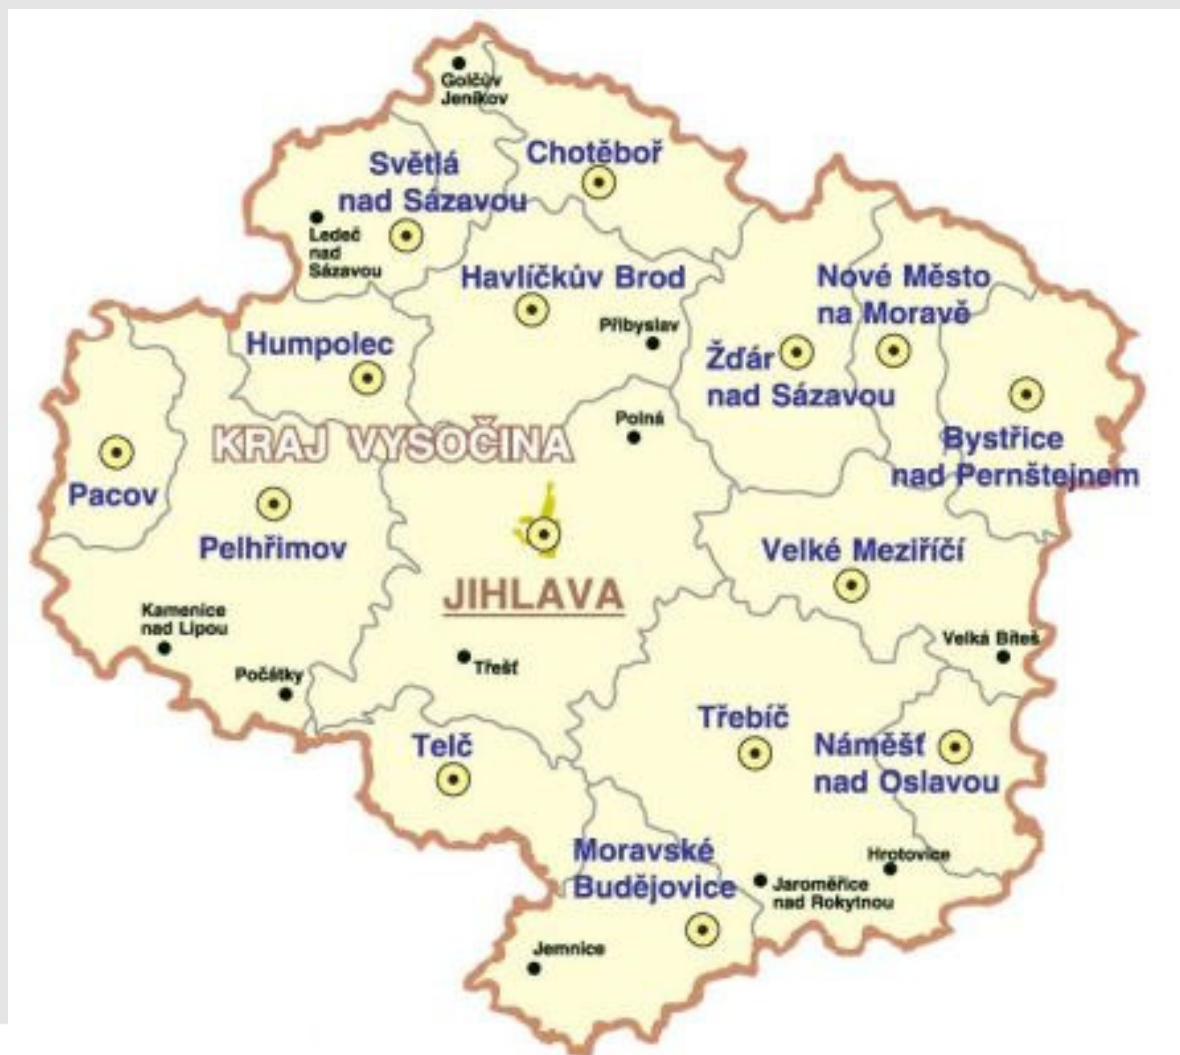 Golčův
Jeníkov
Chotěboř
Světlá
nad Sázavou
Ledeč
nad
Sázavou
Havlíčkův Brod
Nové Město
na Moravě
Přibyslav
Humpolec
Žďár
nad Sázavou
Polná
KRAJ VYSOČINA
Bystřice
nad Pernštejnem
Pacov
Pelhřimov
Velké Meziříčí
JIHLAVA
Kamenice
nad Lipou
Velká Bíteš
Třešť
Počátky
Třebíč
Telč
Náměšť
nad Oslavou
Moravské
Budějovice
Hrotovice
Jaroměřice
nad Rokytnou
Jemnice